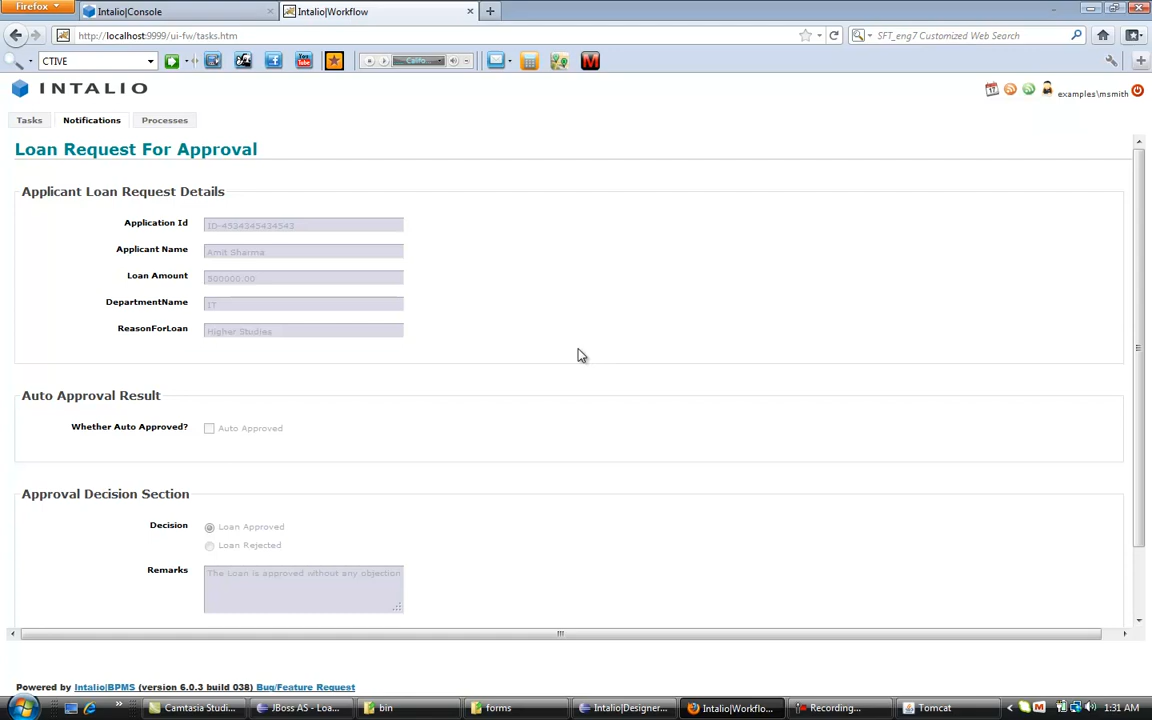 Firefox
Intalio|Console
Intalio|Workflow
http://localhost:9999/ui-fw/tasks.htm
SFT_eng7 Customized Web Search
CTIVE
Califo...
INTALIO
examples\msmith
Tasks
Notifications
Processes
Loan Request For Approval
Applicant Loan Request Details
Application Id
ID-4534345434543
Applicant Name
Amit Sharma
Loan Amount
500000.00
DepartmentName
IT
ReasonForLoan
Higher Studies
Auto Approval Result
Whether Auto Approved?
Auto Approved
Approval Decision Section
Decision
Loan Approved
Loan Rejected
Remarks
The Loan is approved without any objection
Powered by Intalio|BPMS (version 6.0.3 build 038) Bug/Feature Request
Camtasia Studi...
JBoss AS - Loa...
bin
forms
Intalio|Designer...
Intalio|Workflo...
Recording...
Tomcat
1:31 AM